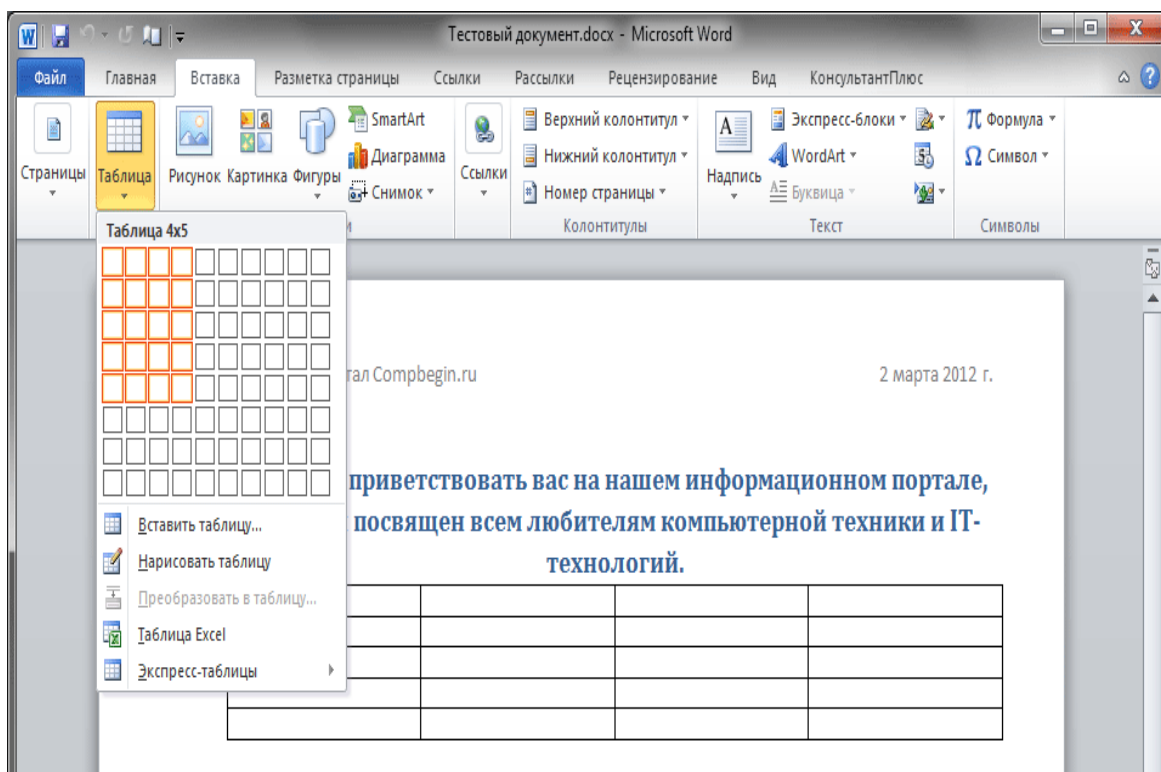 Тестовый документ.docx - Microsoft Word
Файл Главная Вставка Разметка страницы Ссылки Рассылки Рецензирование Вид КонсультантПлюс
Страницы
Таблица
Рисунок Картинка Фигуры
SmartArt
Диаграмма
Снимок
Ссылки
Верхний колонтитул
Нижний колонтитул
Номер страницы
Колонтитулы
Надпись
Экспресс-блоки
WordArt
Буквица
Текст
π Формула
Ω Символ
Символы
Таблица 4x5
Вставить таблицу...
Нарисовать таблицу
Преобразовать в таблицу...
Таблица Excel
Экспресс-таблицы
Compbegin.ru 2 марта 2012 г.
приветствовать вас на нашем информационном портале,
посвящен всем любителям компьютерной техники и IT-
технологий.